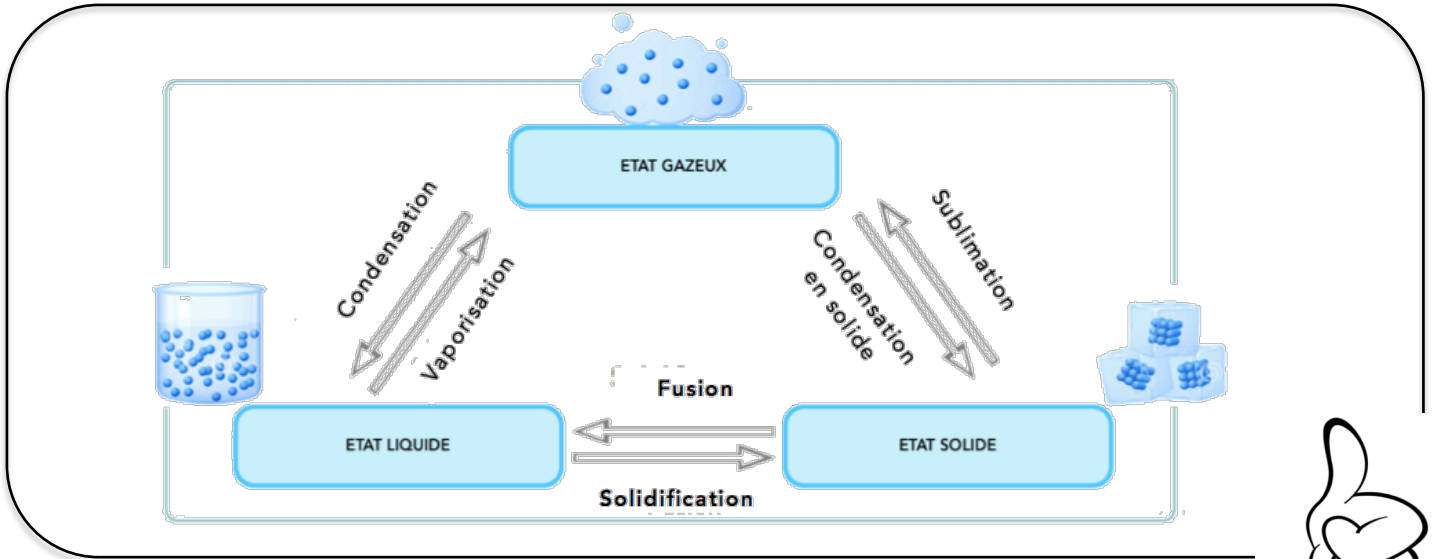 ETAT GAZEUX
Condensation
Vaporisation
Sublimation
Condensation
en solide
Fusion
ETAT LIQUIDE
ETAT SOLIDE
Solidification